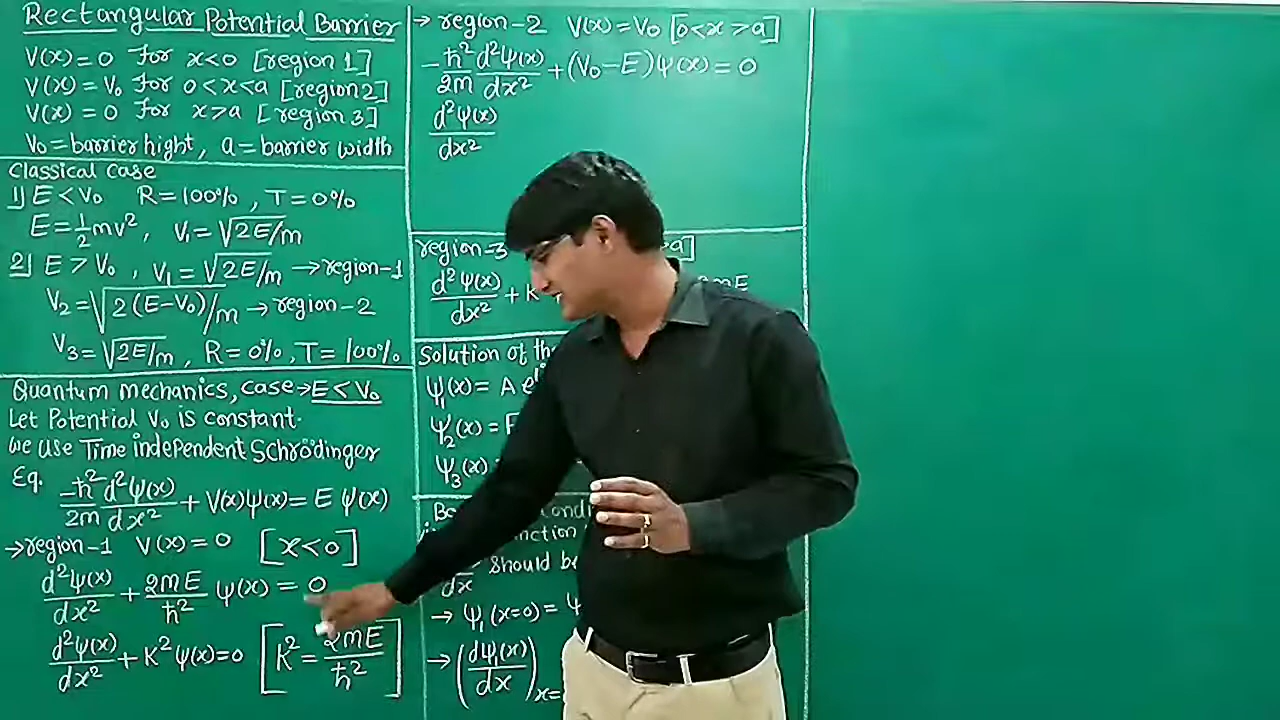 Rectangular Potential Barrier
V(x) = 0 For x<0 [region 1]
V(x) = V₀ For 0<x<a [region 2]
V(x) = 0 For x>a [region 3]
V₀ = barrier hight, a = barrier width
Classical Case
1) E < V₀ R = 100%, T = 0%
E = ½mv², V₁ = √2E/m
2) E > V₀, V₁ = √2E/m → region-1
V₂ = √2(E-V₀)/m → region-2
V₃ = √2E/m, R = 0%, T = 100%
Quantum mechanics, case → E < V₀
Let Potential V₀ is constant.
we use Time independent Schrödinger
Eq. -ħ²/2m d²ψ(x)/dx² + V(x)ψ(x) = E ψ(x)
→ region-1 V(x) = 0 [x<0]
d²ψ(x)/dx² + 2mE/ħ² ψ(x) = 0
d²ψ(x)/dx² + K² ψ(x) = 0 [K² = 2mE/ħ²]
→ region-2 V(x) = V₀ [0<x>a]
-ħ²/2m d²ψ(x)/dx² + (V₀-E)ψ(x) = 0
d²ψ(x)/dx²
region-3 a]
d²ψ(x)/dx² + K 2mE
Solution of the
ψ₁(x) = A e
ψ₂(x) =
ψ₃(x)
Should be
dx
→ ψ₁(x=0) = ψ
→ (dψ₁(x)/dx)x=